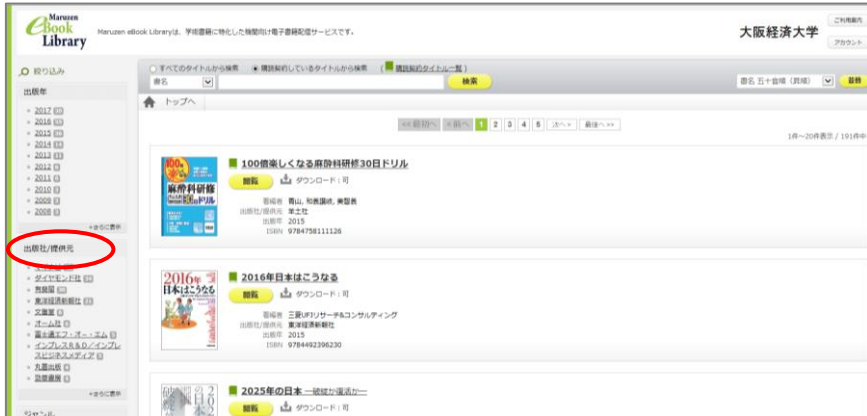 Maruzen
eBook
Library
Maruzen eBook Libraryは、学術書籍に特化した機関向け電子書籍配信サービスです。
大阪経済大学
ご利用案内
アカウント
絞り込み
すべてのタイトルから検索
購読契約しているタイトルから検索
(購読契約タイトル一覧)
書名
検索
書名 五十音順(昇順)
並替
トップへ
出版年
2017
2016
2015
2014
2013
2012
2011
2010
2009
2008
+さらに表示
<< 最初へ < 前へ 1 2 3 4 5 次へ > 最後へ >>
1件～20件表示 / 191件中
出版社/提供元
ダイヤモンド社
無線閣
東洋経済新報社
文眞堂
オーム社
富士通エフ・オー・エム
インプレスR&D/インプレ
スビジネスメディア
丸善出版
+さらに表示
ジャンル
100倍楽しくなる麻酔科研修30日ドリル
閲覧
ダウンロード:可
著編者 青山, 和義讃岐, 美智義
出版社/提供元 羊土社
出版年 2015
ISBN 9784758111126
2016年日本はこうなる
閲覧
ダウンロード:可
著編者 三菱UFJリサーチ&コンサルティング
出版社/提供元 東洋経済新報社
出版年 2015
ISBN 9784492396230
2025年の日本 ―破綻か復活か―
閲覧
ダウンロード:可